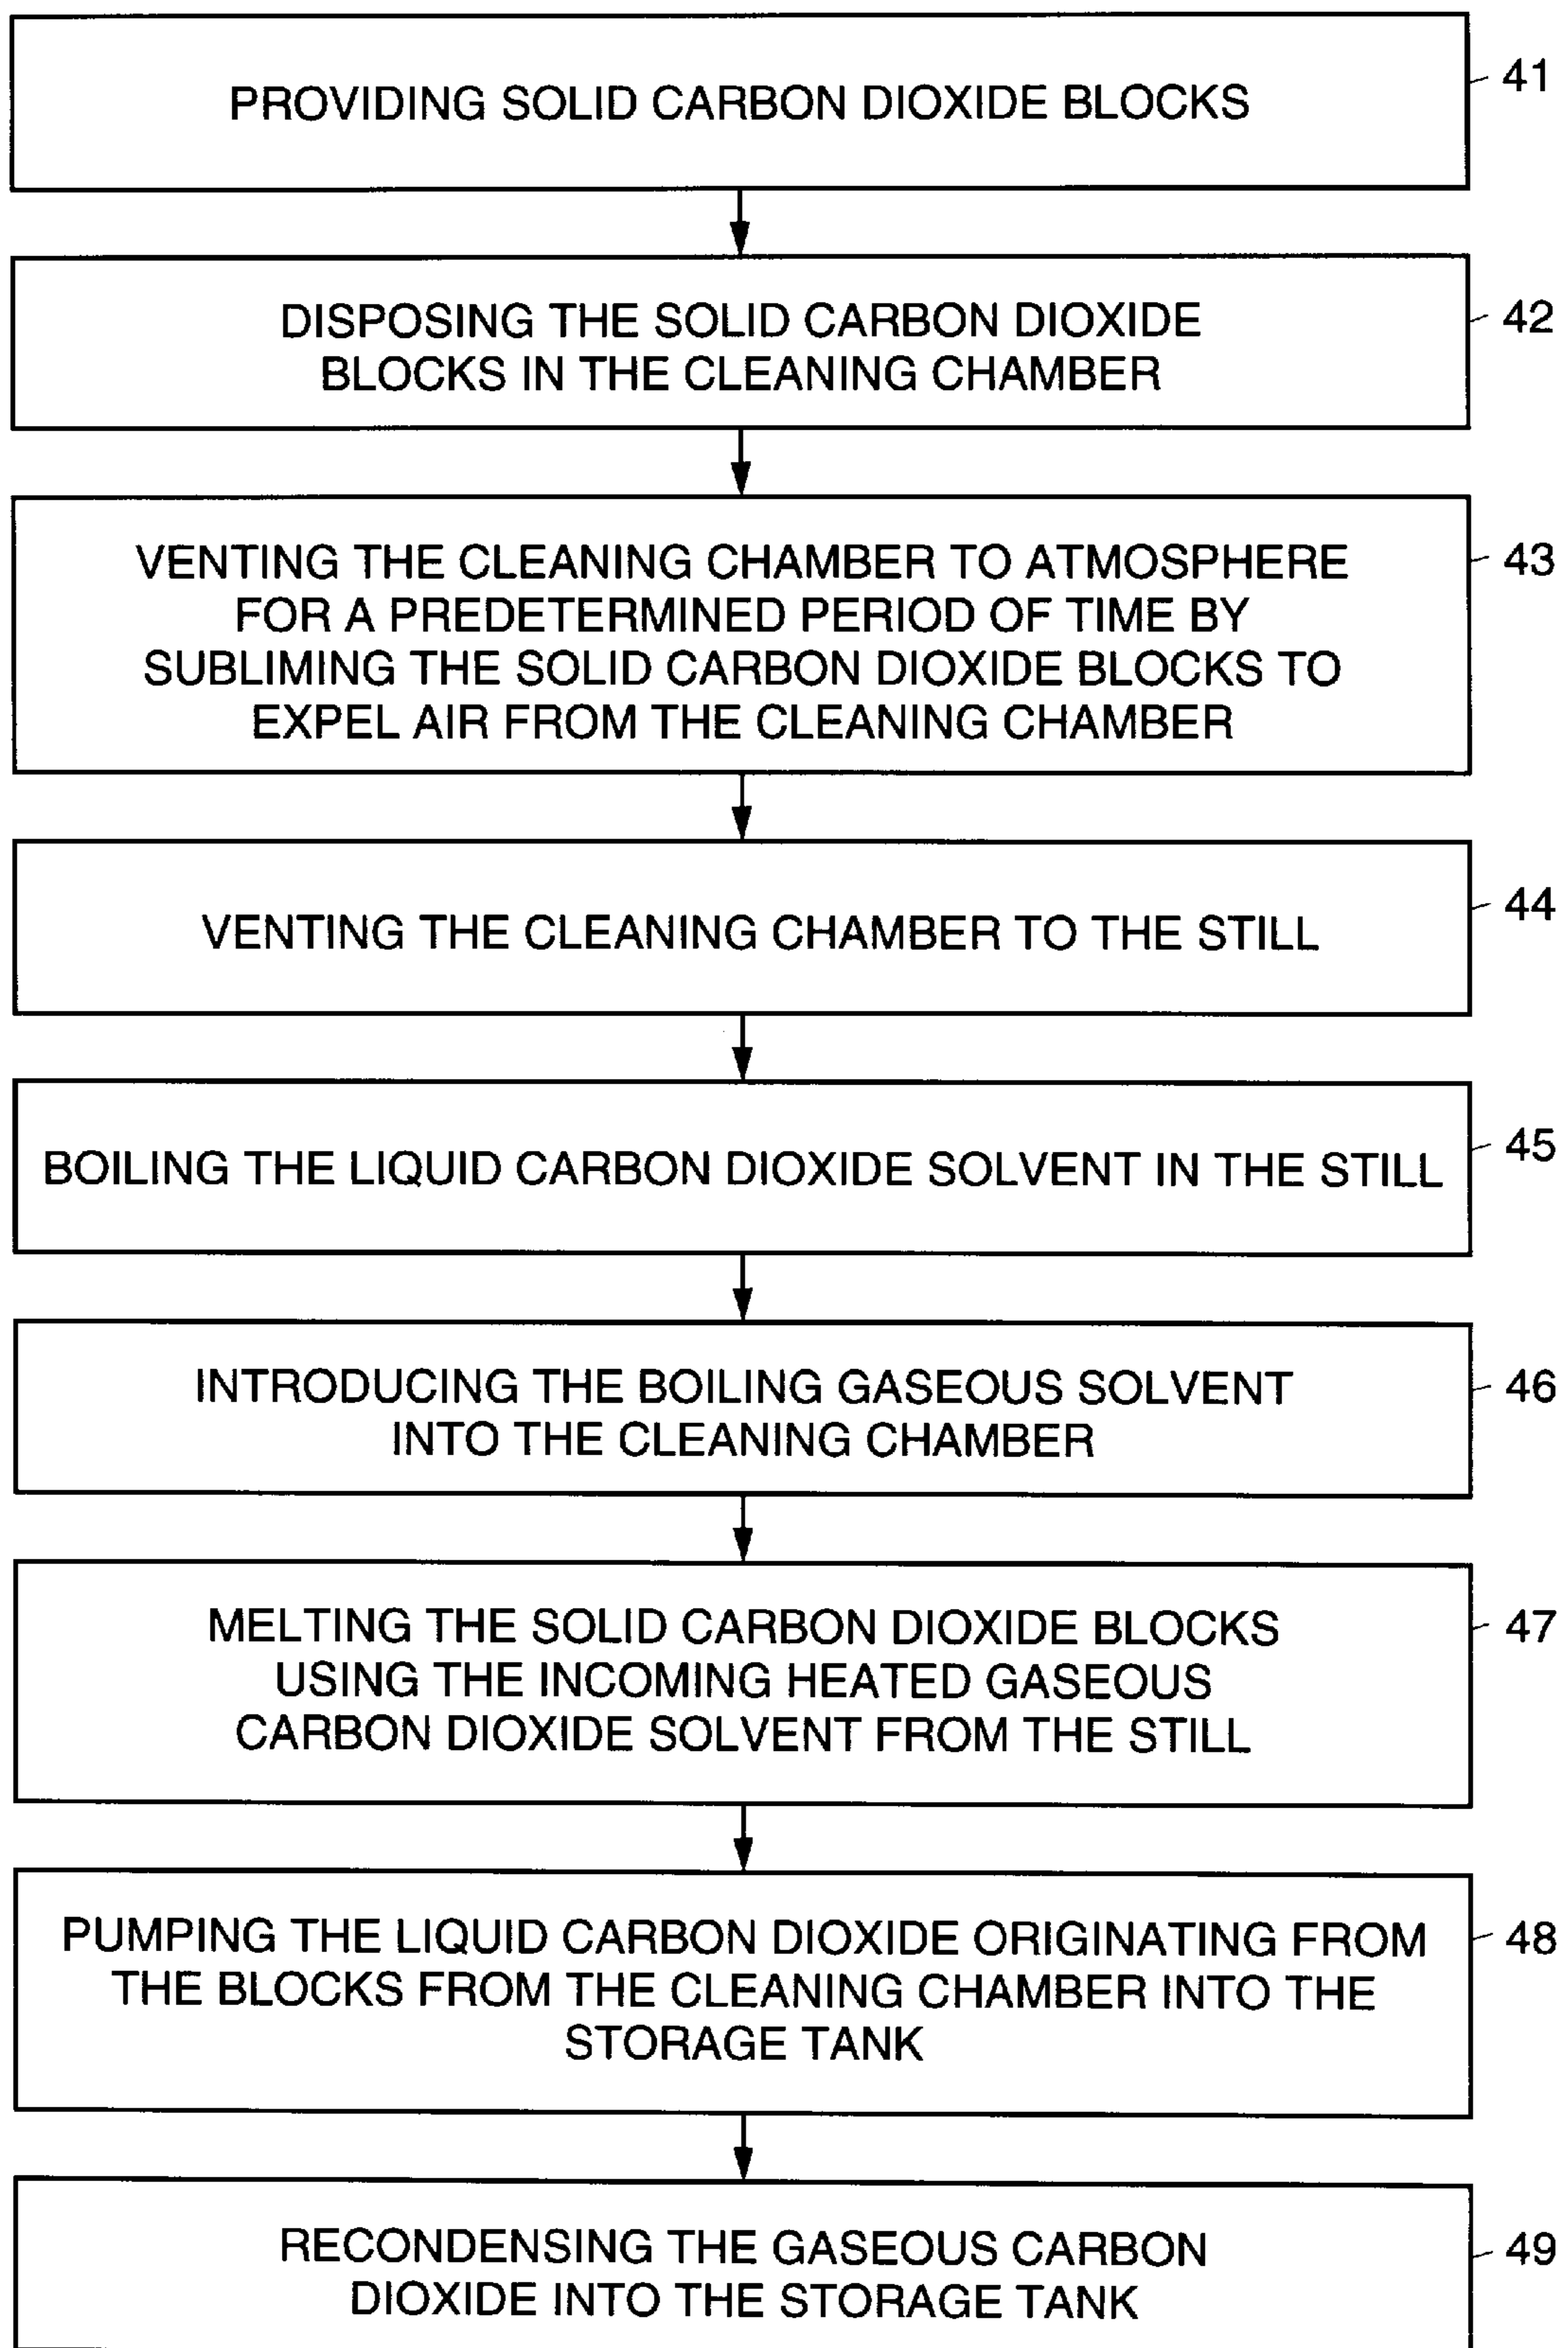 PROVIDING SOLID CARBON DIOXIDE BLOCKS
41
DISPOSING THE SOLID CARBON DIOXIDE
BLOCKS IN THE CLEANING CHAMBER
42
VENTING THE CLEANING CHAMBER TO ATMOSPHERE
FOR A PREDETERMINED PERIOD OF TIME BY
SUBLIMING THE SOLID CARBON DIOXIDE BLOCKS TO
EXPEL AIR FROM THE CLEANING CHAMBER
43
VENTING THE CLEANING CHAMBER TO THE STILL
44
BOILING THE LIQUID CARBON DIOXIDE SOLVENT IN THE STILL
45
INTRODUCING THE BOILING GASEOUS SOLVENT
INTO THE CLEANING CHAMBER
46
MELTING THE SOLID CARBON DIOXIDE BLOCKS
USING THE INCOMING HEATED GASEOUS
CARBON DIOXIDE SOLVENT FROM THE STILL
47
PUMPING THE LIQUID CARBON DIOXIDE ORIGINATING FROM
THE BLOCKS FROM THE CLEANING CHAMBER INTO THE
STORAGE TANK
48
RECONDENSING THE GASEOUS CARBON
DIOXIDE INTO THE STORAGE TANK
49